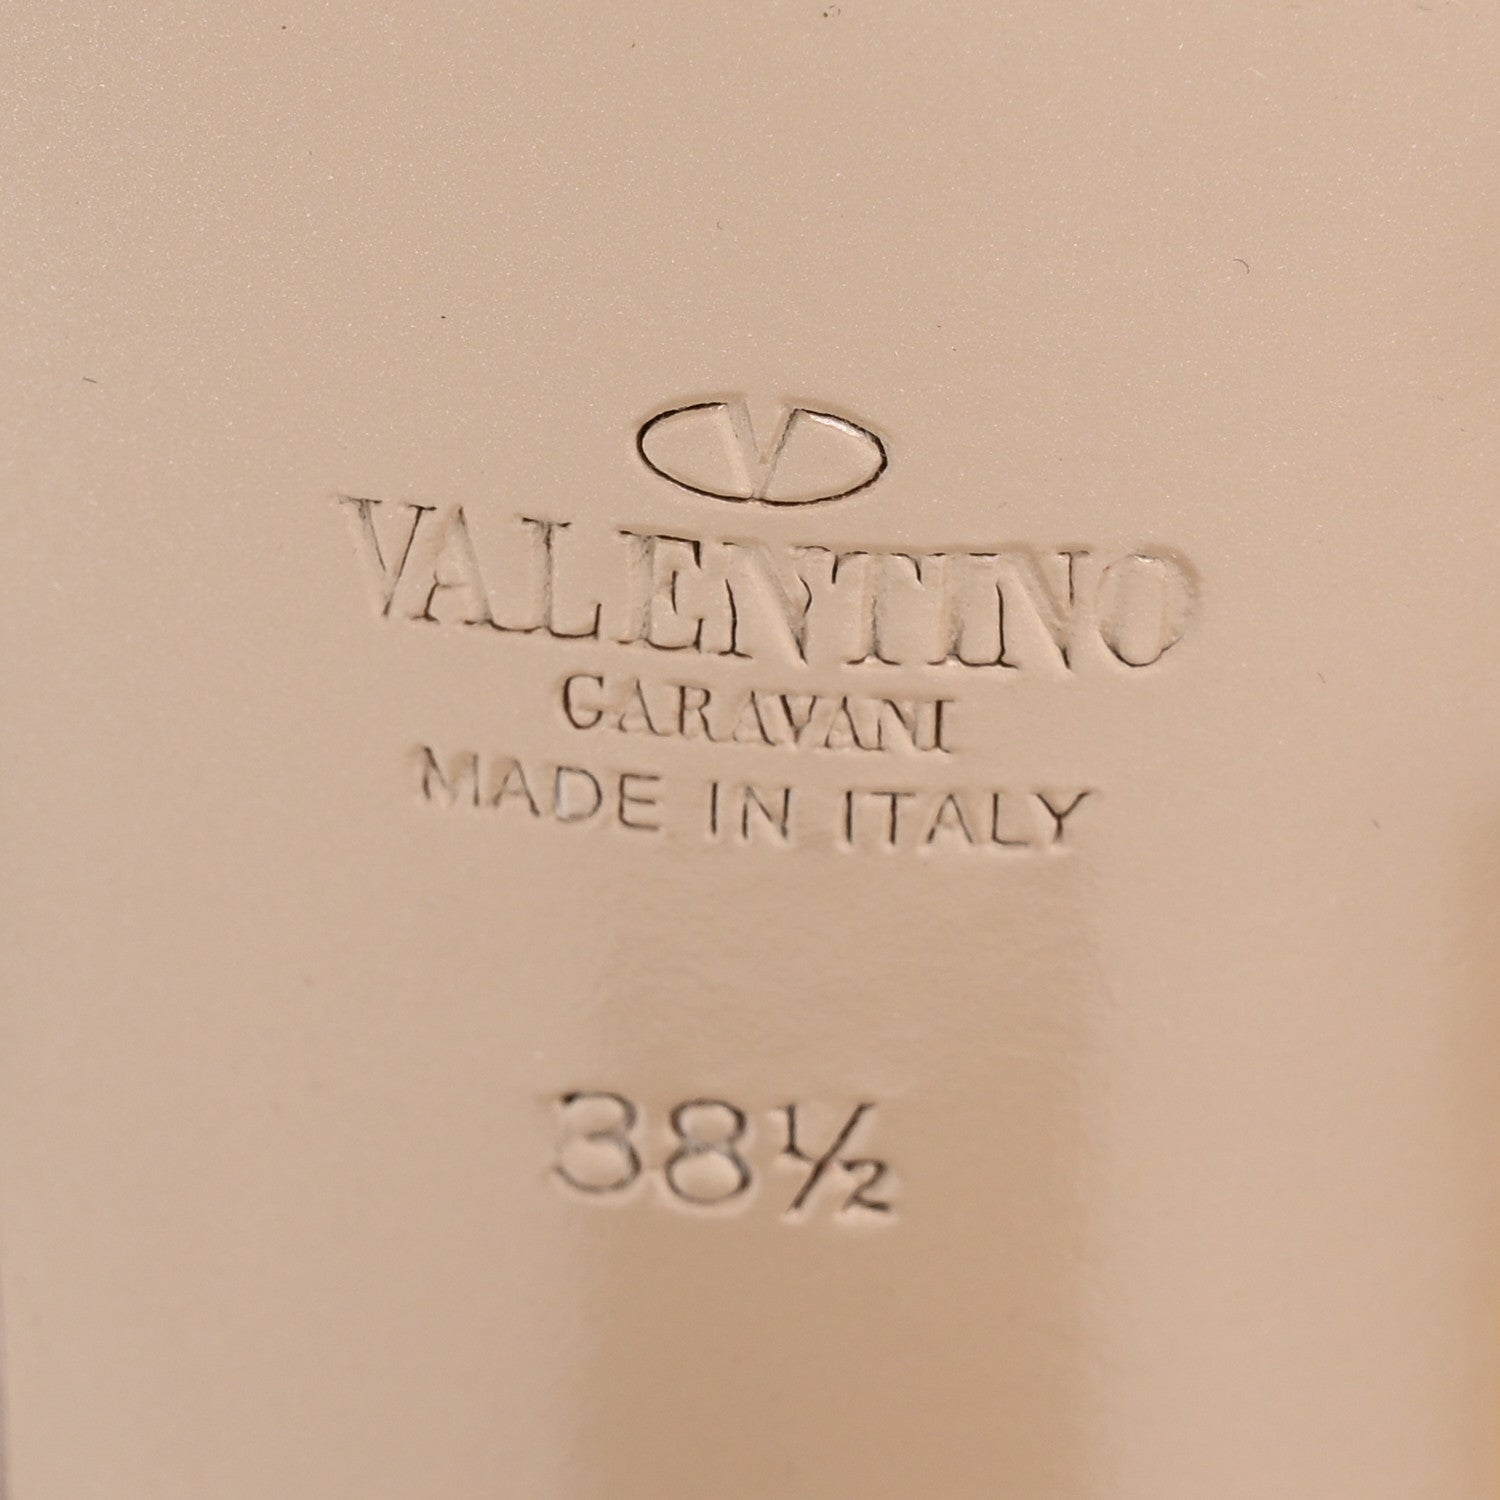 VALENTINO
GARAVANI
MADE IN ITALY
38½